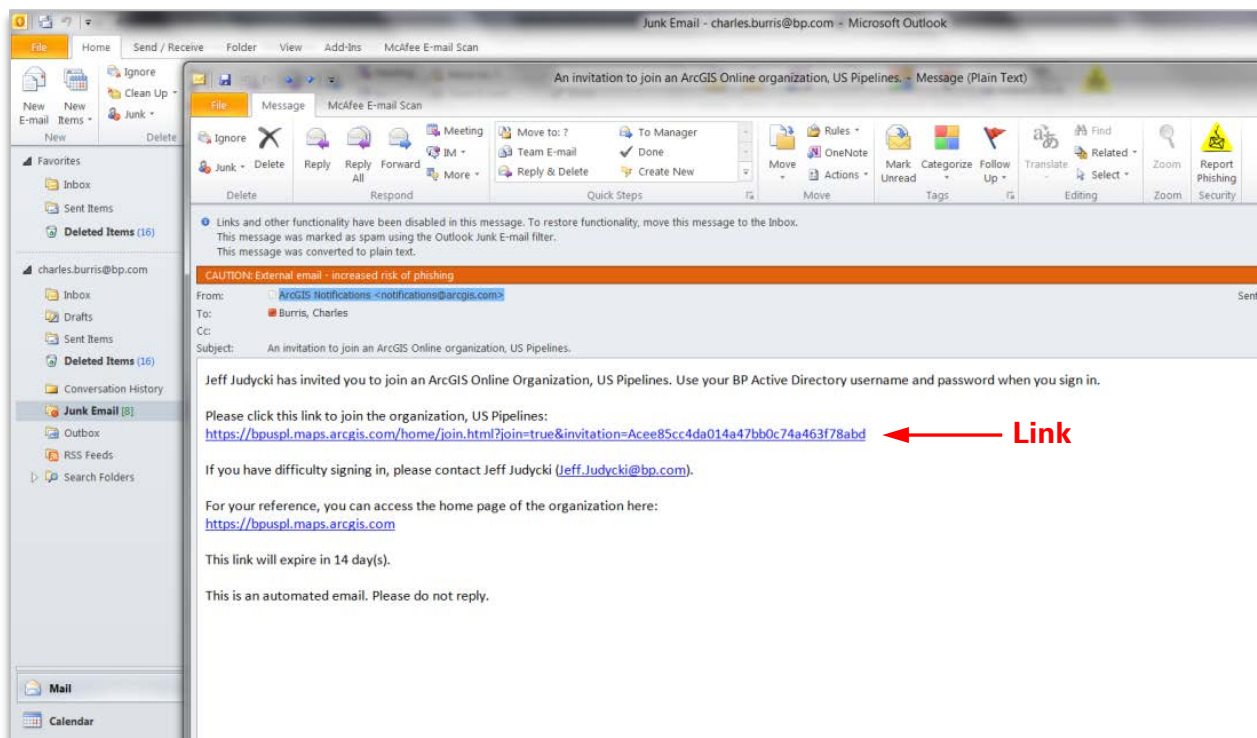 Junk Email - charles.burris@bp.com - Microsoft Outlook
File Home Send / Receive Folder View Add-Ins McAfee E-mail Scan
New E-mail
New Items
Ignore
Clean Up
Junk
New Delete
An invitation to join an ArcGIS Online organization, US Pipelines. - Message (Plain Text)
File Message McAfee E-mail Scan
Ignore
Junk
Delete
Reply
Reply All
Forward
Meeting
IM
More
Move to: ?
Team E-mail
Reply & Delete
To Manager
Done
Create New
Move
Rules
OneNote
Actions
Mark Unread
Categorize
Follow Up
Translate
Find
Related
Select
Zoom
Report Phishing
Delete Respond Quick Steps Move Tags Editing Zoom Security
Favorites
Inbox
Sent Items
Deleted Items (16)
charles.burris@bp.com
Inbox
Drafts
Sent Items
Deleted Items (16)
Conversation History
Junk Email [8]
Outbox
RSS Feeds
Search Folders
Mail
Calendar
Links and other functionality have been disabled in this message. To restore functionality, move this message to the Inbox.
This message was marked as spam using the Outlook Junk E-mail filter.
This message was converted to plain text.
CAUTION: External email - increased risk of phishing
From: ArcGIS Notifications <notifications@arcgis.com> Sent
To: Burris, Charles
Cc:
Subject: An invitation to join an ArcGIS Online organization, US Pipelines.
Jeff Judycki has invited you to join an ArcGIS Online Organization, US Pipelines. Use your BP Active Directory username and password when you sign in.
Please click this link to join the organization, US Pipelines:
https://bpuspl.maps.arcgis.com/home/join.html?join=true&invitation=Acee85cc4da014a47bb0c74a463f78abd
Link
If you have difficulty signing in, please contact Jeff Judycki (Jeff.Judycki@bp.com).
For your reference, you can access the home page of the organization here:
https://bpuspl.maps.arcgis.com
This link will expire in 14 day(s).
This is an automated email. Please do not reply.